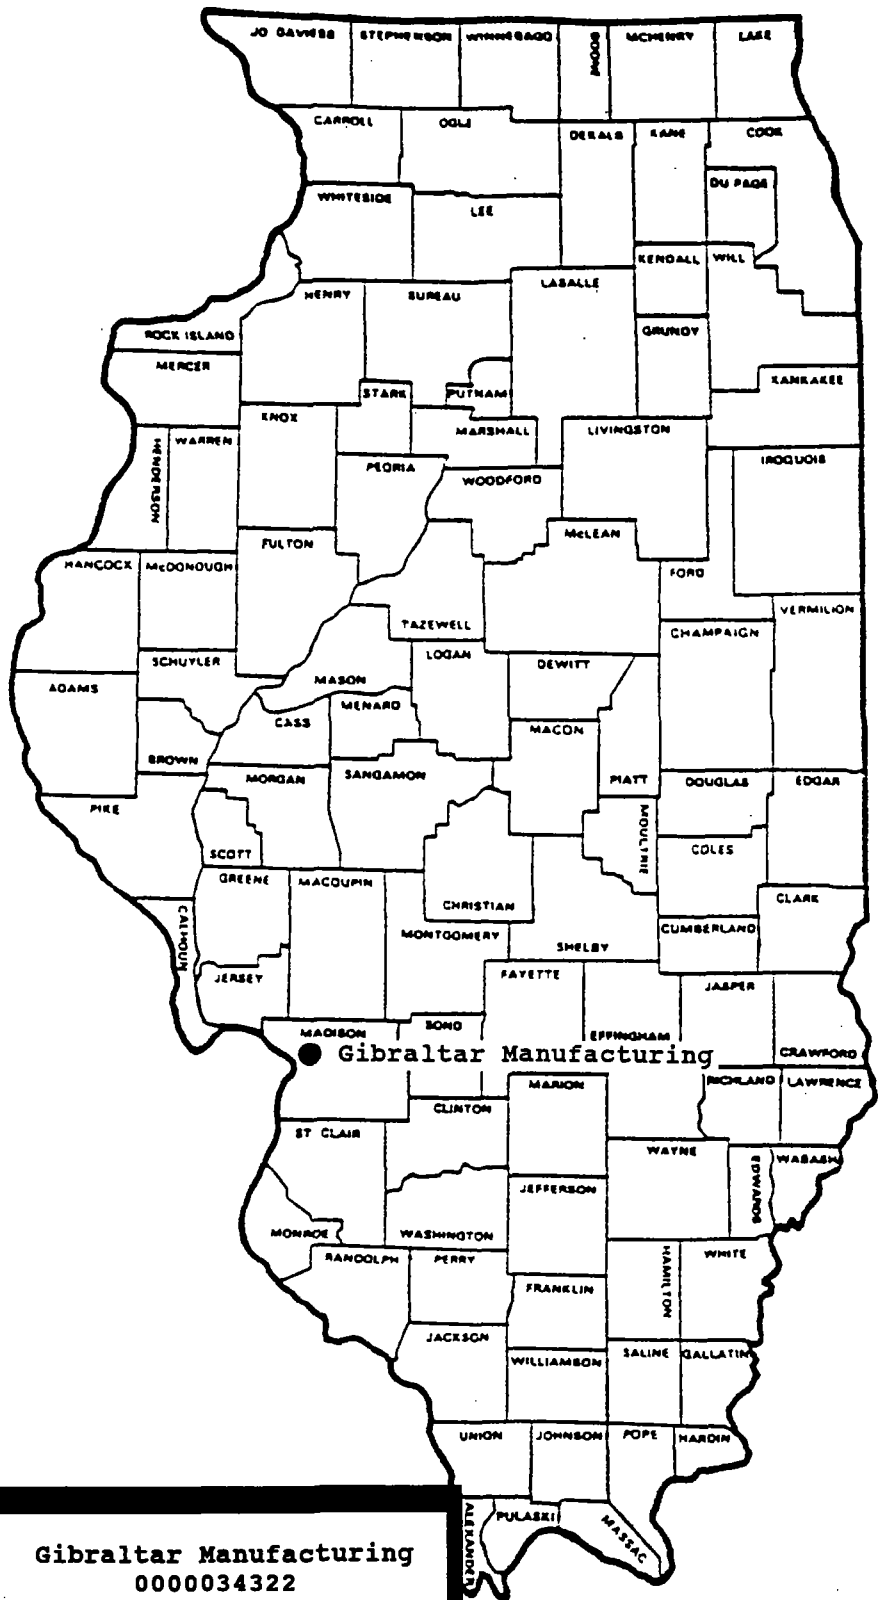 JO DAVIESS STEPHENSON WINNEBAGO BOONE MCHENRY LAKE
CARROLL OGLE DEKALB KANE COOK
DU PAGE
WHITESIDE LEE
KENDALL WILL
HENRY BUREAU LASALLE
ROCK ISLAND GRUNDY
MERCER KANKAKEE
STARK PUTNAM
KNOX MARSHALL LIVINGSTON
HENDERSON WARREN PEORIA IROQUOIS
WOODFORD
FULTON McLEAN
HANCOCK McDONOUGH FORD
TAZEWELL VERMILION
CHAMPAIGN
SCHUYLER LOGAN DEWITT
ADAMS MASON
CASS MENARD MACON
BROWN MORGAN SANGAMON PIATT DOUGLAS EDGAR
PIKE MOULTRIE
SCOTT COLES
GREENE MACOUPIN
CALHOUN CHRISTIAN CLARK
MONTGOMERY SHELBY CUMBERLAND
JERSEY FAYETTE JASPER
MADISON BOND EFFINGHAM
Gibraltar Manufacturing CRAWFORD
MARION RICHLAND LAWRENCE
CLINTON
ST CLAIR WAYNE EDWARDS WABASH
JEFFERSON
MONROE WASHINGTON
RANDOLPH PERRY HAMILTON WHITE
FRANKLIN
JACKSON SALINE GALLATIN
WILLIAMSON
UNION JOHNSON POPE HARDIN
ALEXANDER PULASKI MASSAC
Gibraltar Manufacturing
0000034322